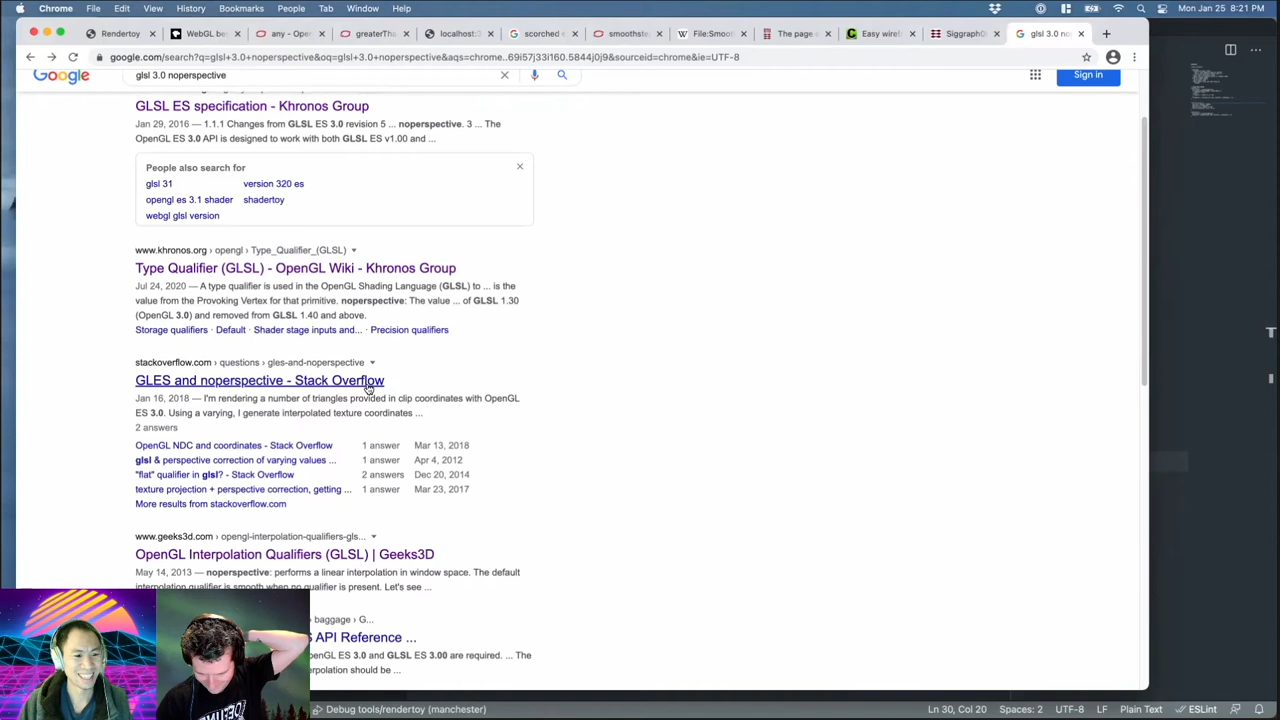 Chrome File Edit View History Bookmarks People Tab Window Help Mon Jan 25 8:21 PM
Rendertoy WebGL bes any - Open greaterTha localhost:3 scorched e smoothste File:Smoo The page c Easy wirele Siggraph0 glsl 3.0 nop
google.com/search?q=glsl+3.0+noperspective&oq=glsl+3.0+noperspective&aqs=chrome..69i57j33i160.5844j0j9&sourceid=chrome&ie=UTF-8
Google glsl 3.0 noperspective Sign in
GLSL ES specification - Khronos Group
Jan 29, 2016 — 1.1.1 Changes from GLSL ES 3.0 revision 5 ... noperspective. 3 ... The
OpenGL ES 3.0 API is designed to work with both GLSL ES v1.00 and ...
People also search for
glsl 31 version 320 es
opengl es 3.1 shader shadertoy
webgl glsl version
www.khronos.org › opengl › Type_Qualifier_(GLSL)
Type Qualifier (GLSL) - OpenGL Wiki - Khronos Group
Jul 24, 2020 — A type qualifier is used in the OpenGL Shading Language (GLSL) to ... is the
value from the Provoking Vertex for that primitive. noperspective: The value ... of GLSL 1.30
(OpenGL 3.0) and removed from GLSL 1.40 and above.
Storage qualifiers · Default · Shader stage inputs and... · Precision qualifiers
stackoverflow.com › questions › gles-and-noperspective
GLES and noperspective - Stack Overflow
Jan 16, 2018 — I'm rendering a number of triangles provided in clip coordinates with OpenGL
ES 3.0. Using a varying, I generate interpolated texture coordinates ...
2 answers
OpenGL NDC and coordinates - Stack Overflow 1 answer Mar 13, 2018
glsl & perspective correction of varying values ... 1 answer Apr 4, 2012
"flat" qualifier in glsl? - Stack Overflow 2 answers Dec 20, 2014
texture projection + perspective correction, getting ... 1 answer Mar 23, 2017
More results from stackoverflow.com
www.geeks3d.com › opengl-interpolation-qualifiers-gls...
OpenGL Interpolation Qualifiers (GLSL) | Geeks3D
May 14, 2013 — noperspective: performs a linear interpolation in window space. The default
interpolation qualifier is smooth when no qualifier is present. Let's see ...
› baggage › G...
API Reference ...
ES 3.0 and GLSL ES 3.00 are required. ... The
should be ...
Debug tools/rendertoy (manchester) Ln 30, Col 20 Spaces: 2 UTF-8 LF Plain Text ESLint